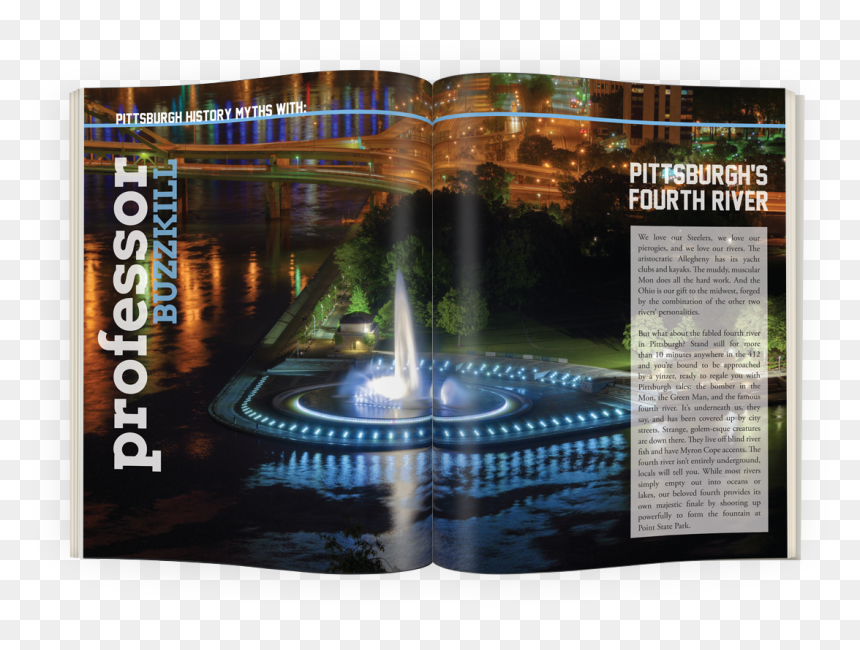 PITTSBURGH HISTORY MYTHS WITH:
professor
BUZZKILL
PITTSBURGH'S
FOURTH RIVER
We love our Steelers, we love our
pierogies, and we love our rivers. The
aristocratic Allegheny has its yacht
clubs and kayaks. The muddy, muscular
Mon does all the hard work. And the
Ohio is our gift to the midwest, forged
by the combination of the other two
rivers' personalities.
But what about the fabled fourth river
in Pittsburgh? Stand still for more
than 10 minutes anywhere in the 412
and you're bound to be approached
by a yinzer, ready to regale you with
Pittsburgh tales: the bomber in the
Mon, the Green Man, and the famous
fourth river. It's underneath us, they
say, and has been covered up by city
streets. Strange, golem-esque creatures
are down there. They live off blind river
fish and have Myron Cope accents. The
fourth river isn't entirely underground,
locals will tell you. While most rivers
simply empty out into oceans or
lakes, our beloved fourth provides its
own majestic finale by shooting up
powerfully to form the fountain at
Point State Park.